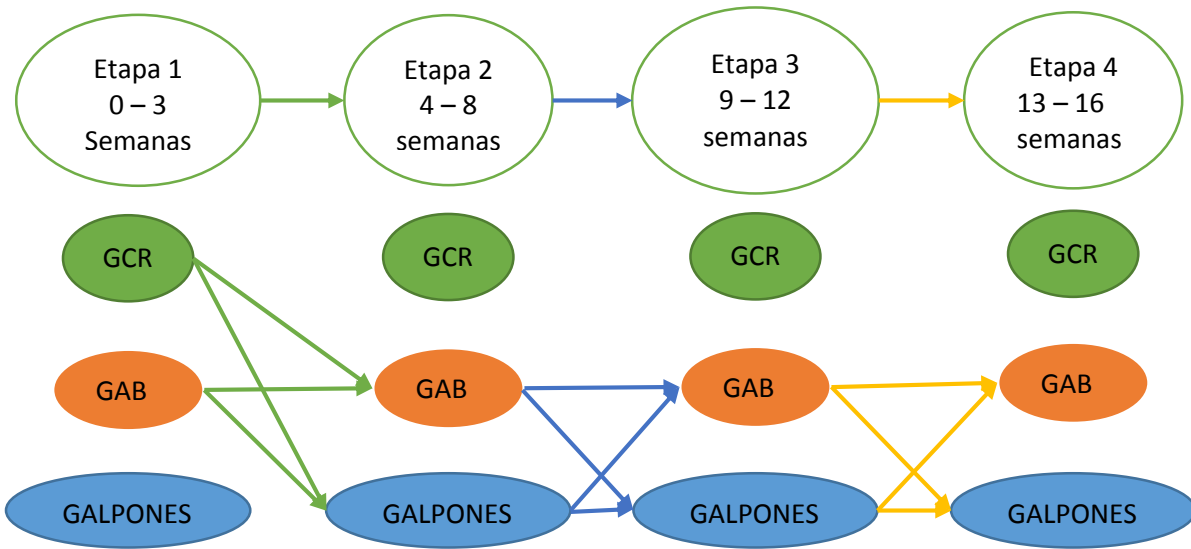 Etapa 1
0 – 3
Semanas
Etapa 2
4 – 8
semanas
Etapa 3
9 – 12
semanas
Etapa 4
13 – 16
semanas
GCR
GCR
GCR
GCR
GAB
GAB
GAB
GAB
GALPONES
GALPONES
GALPONES
GALPONES